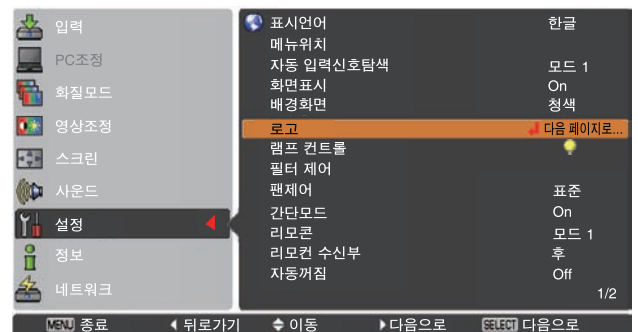 입력
PC조정
화질모드
영상조정
스크린
사운드
설정
정보
네트워크
표시언어 한글
메뉴위치
자동 입력신호탐색 모드 1
화면표시 On
배경화면 청색
로고 다음 페이지로...
램프 컨트롤
필터 제어
팬제어 표준
간단모드 On
리모콘 모드 1
리모컨 수신부 후
자동꺼짐 Off
1/2
MENU 종료 뒤로가기 이동 다음으로 SELECT 다음으로